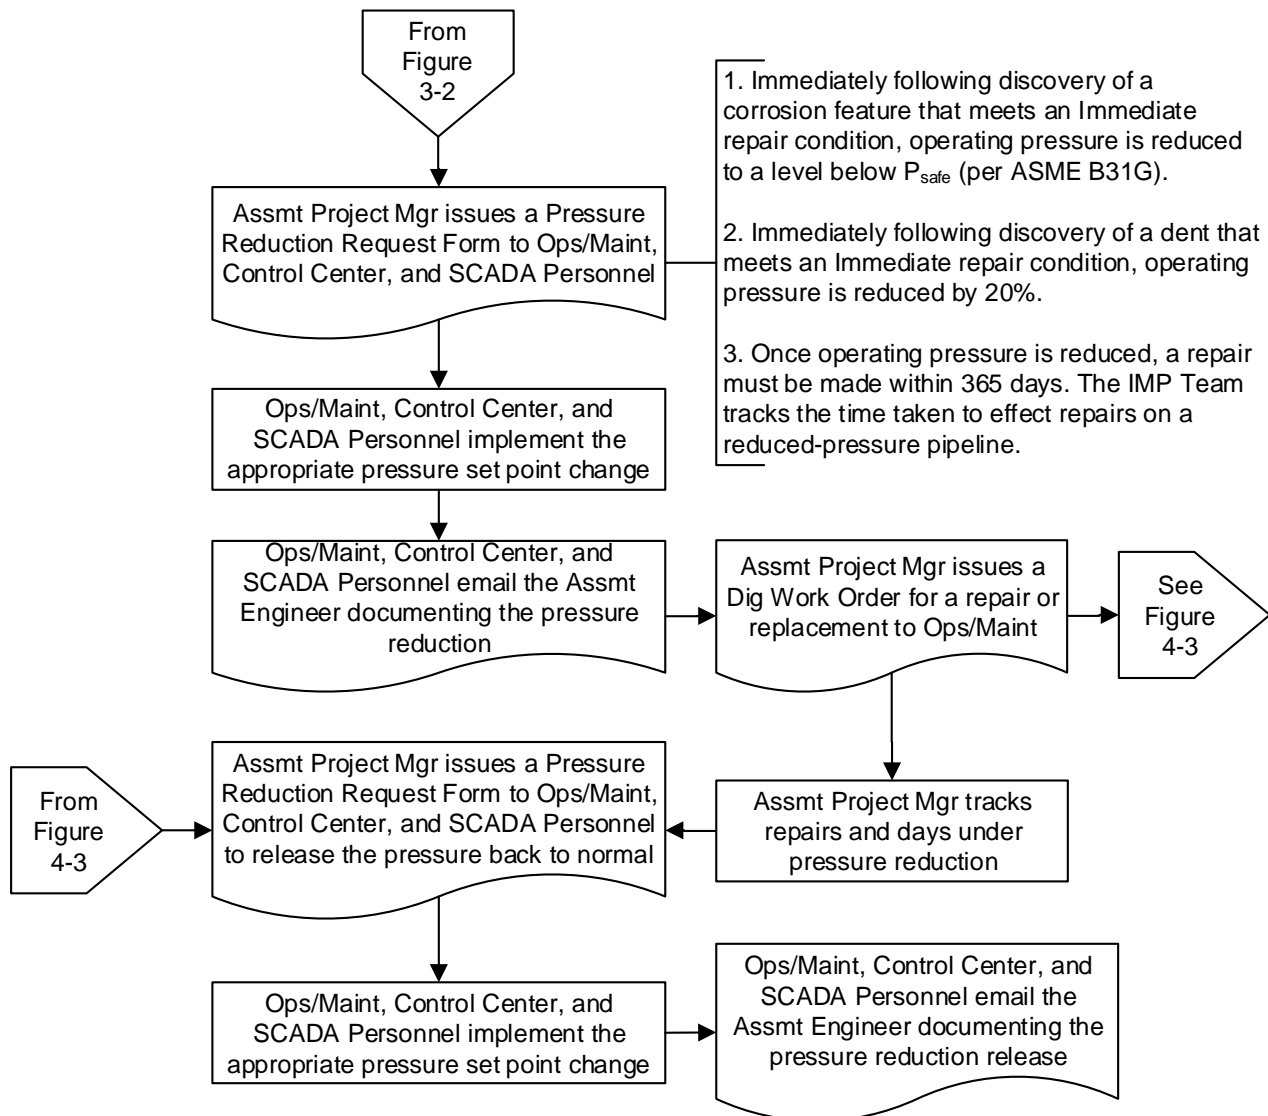 From
Figure
3-2
1. Immediately following discovery of a
corrosion feature that meets an Immediate
repair condition, operating pressure is reduced
to a level below Psafe (per ASME B31G).
2. Immediately following discovery of a dent that
meets an Immediate repair condition, operating
pressure is reduced by 20%.
3. Once operating pressure is reduced, a repair
must be made within 365 days. The IMP Team
tracks the time taken to effect repairs on a
reduced-pressure pipeline.
Assmt Project Mgr issues a Pressure
Reduction Request Form to Ops/Maint,
Control Center, and SCADA Personnel
Ops/Maint, Control Center, and
SCADA Personnel implement the
appropriate pressure set point change
Ops/Maint, Control Center, and
SCADA Personnel email the Assmt
Engineer documenting the pressure
reduction
Assmt Project Mgr issues a
Dig Work Order for a repair or
replacement to Ops/Maint
See
Figure
4-3
From
Figure
4-3
Assmt Project Mgr issues a Pressure
Reduction Request Form to Ops/Maint,
Control Center, and SCADA Personnel
to release the pressure back to normal
Assmt Project Mgr tracks
repairs and days under
pressure reduction
Ops/Maint, Control Center, and
SCADA Personnel implement the
appropriate pressure set point change
Ops/Maint, Control Center, and
SCADA Personnel email the
Assmt Engineer documenting the
pressure reduction release